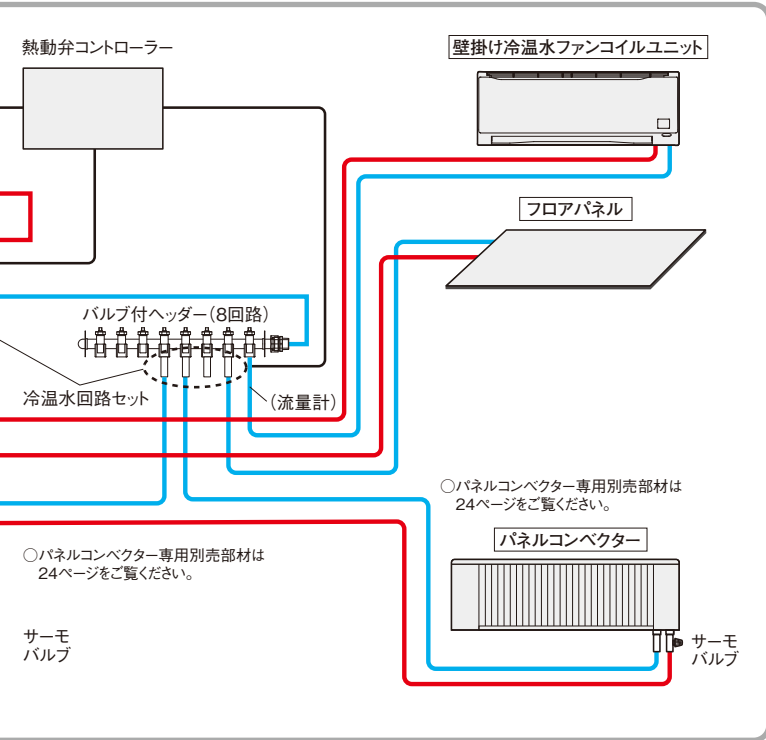 熱動弁コントローラー
壁掛け冷温水ファンコイルユニット
フロアパネル
バルブ付ヘッダー(8回路)
冷温水回路セット
(流量計)
○パネルコンベクター専用別売部材は
24ページをご覧ください。
パネルコンベクター
○パネルコンベクター専用別売部材は
24ページをご覧ください。
サーモ
バルブ
サーモ
バルブ